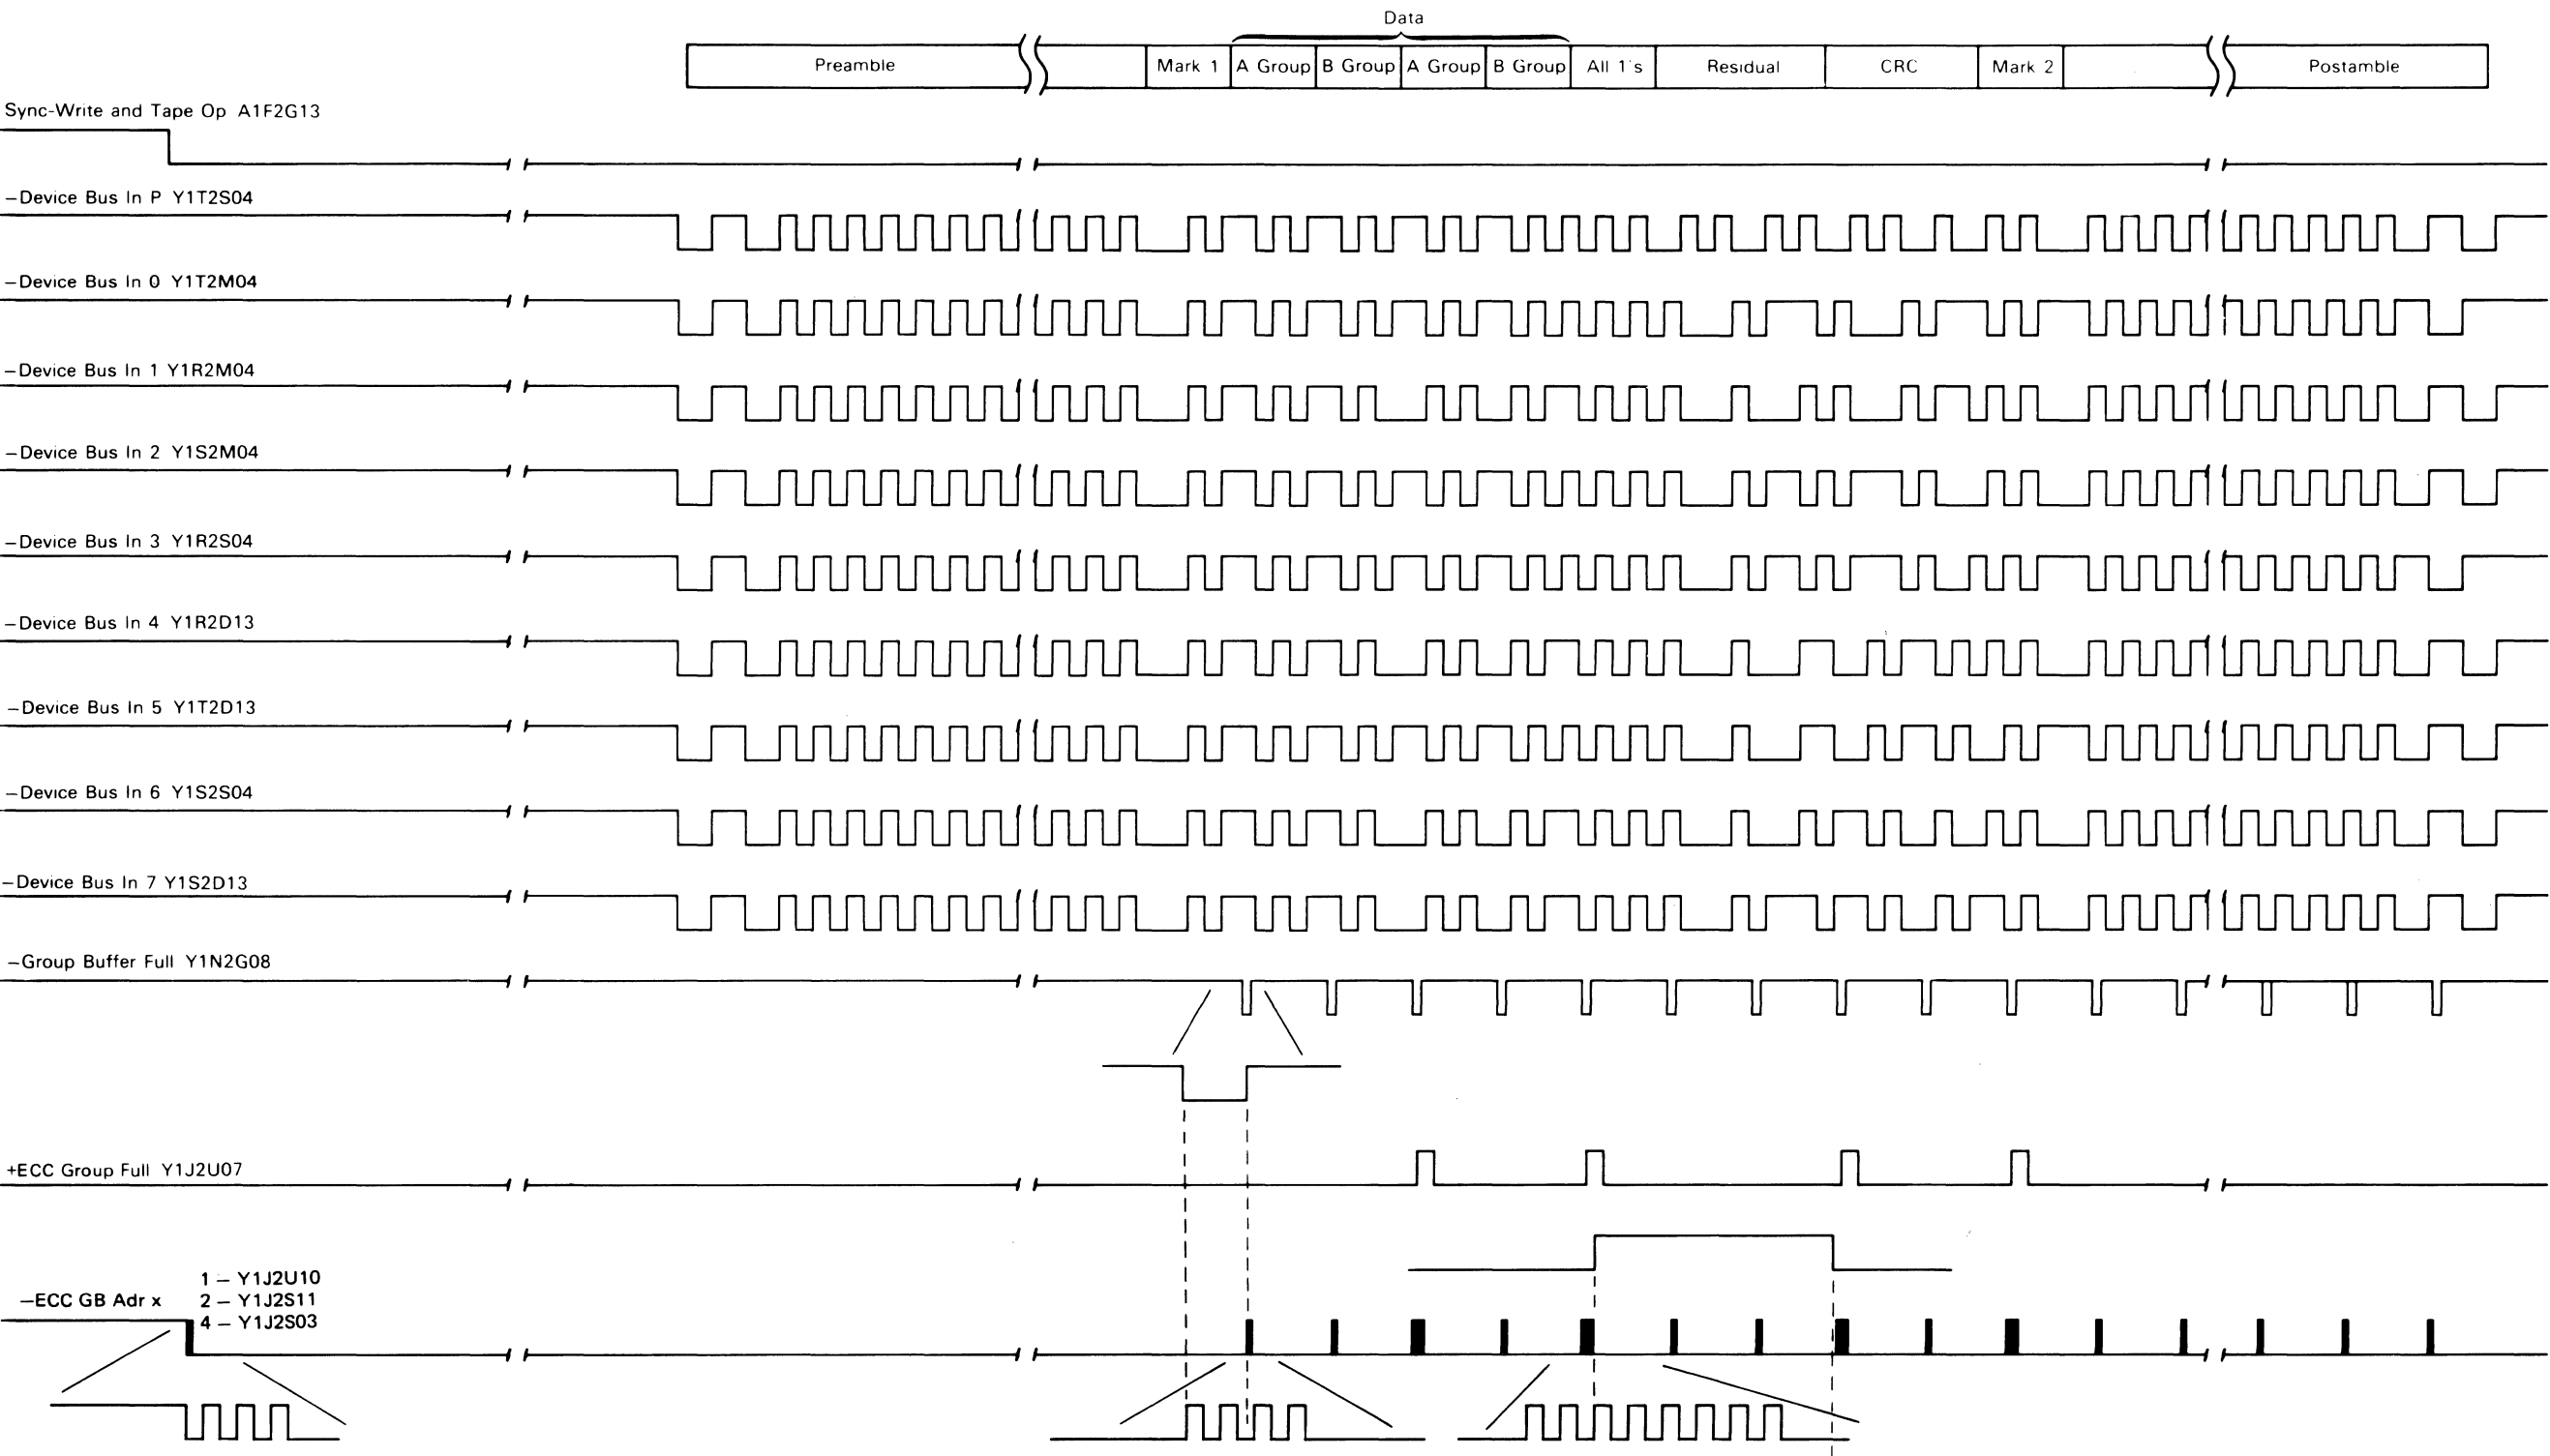 Data
Preamble Mark 1 A Group B Group A Group B Group All 1's Residual CRC Mark 2 Postamble
Sync-Write and Tape Op A1F2G13
—Device Bus In P Y1T2S04
—Device Bus In 0 Y1T2M04
—Device Bus In 1 Y1R2M04
—Device Bus In 2 Y1S2M04
—Device Bus In 3 Y1R2S04
—Device Bus In 4 Y1R2D13
—Device Bus In 5 Y1T2D13
—Device Bus In 6 Y1S2S04
—Device Bus In 7 Y1S2D13
—Group Buffer Full Y1N2G08
+ECC Group Full Y1J2U07
1 — Y1J2U10
—ECC GB Adr x 2 — Y1J2S11
4 — Y1J2S03